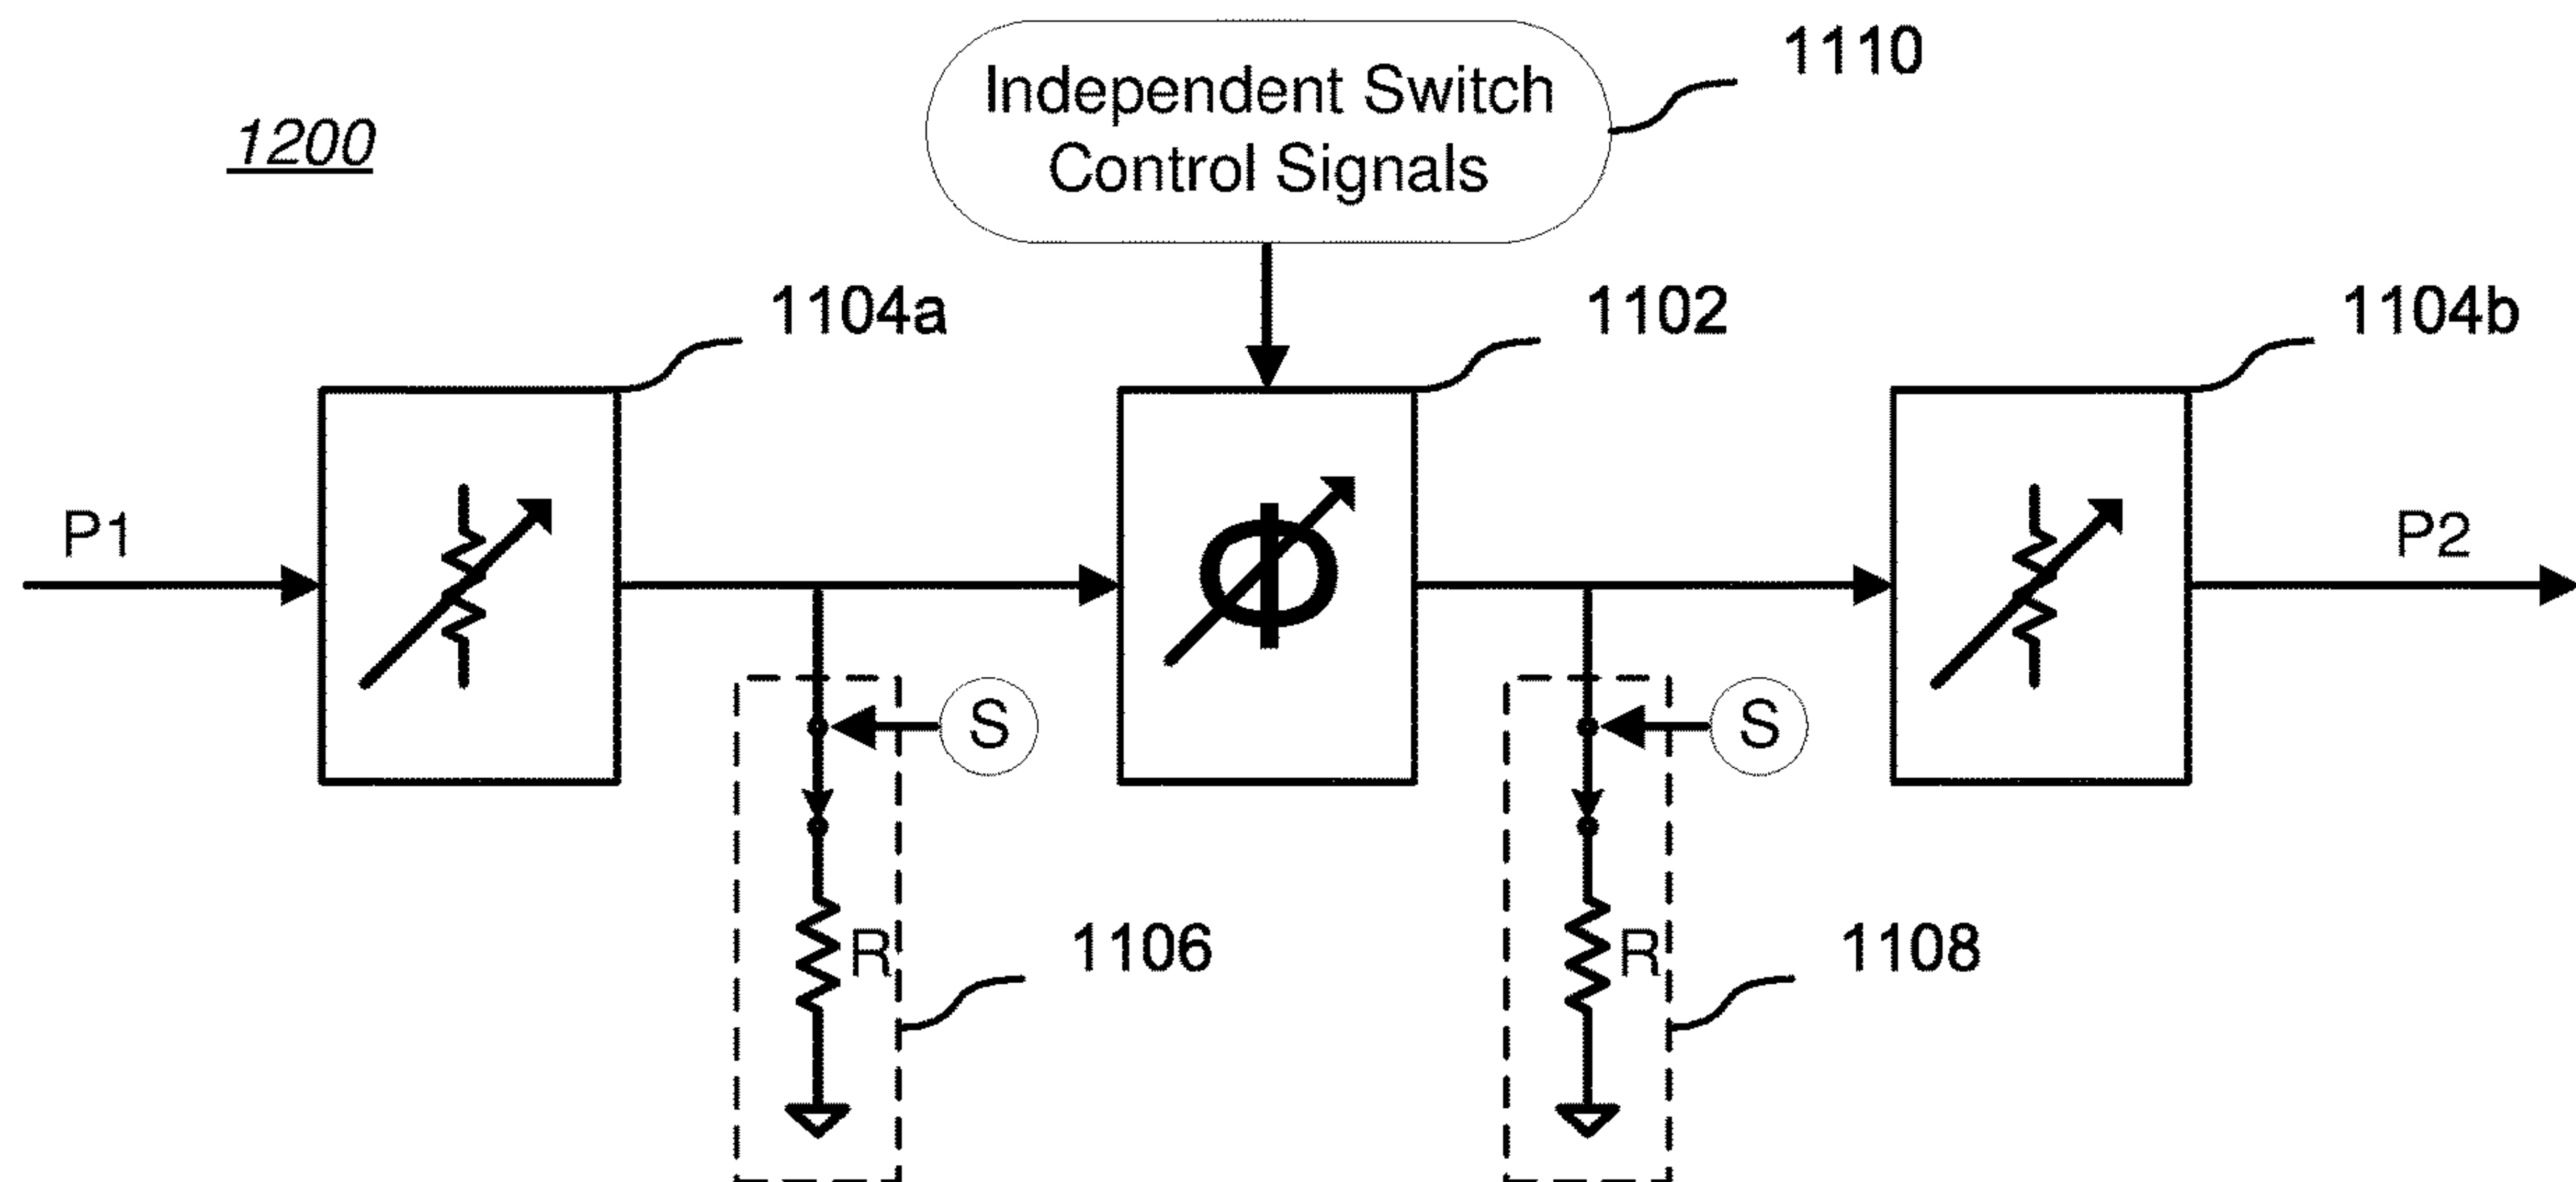 1200
Independent Switch
Control Signals
1110
1104a
1102
1104b
P1
Φ
P2
S
S
R
1106
R
1108